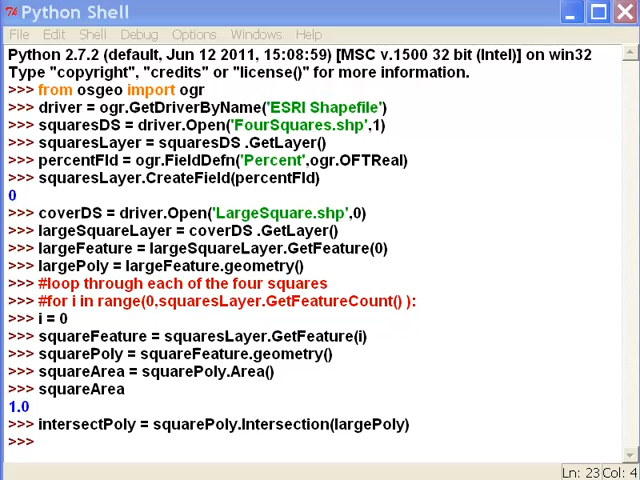 Python Shell
File Edit Shell Debug Options Windows Help
Python 2.7.2 (default, Jun 12 2011, 15:08:59) [MSC v.1500 32 bit (Intel)] on win32
Type "copyright", "credits" or "license()" for more information.
>>> from osgeo import ogr
>>> driver = ogr.GetDriverByName('ESRI Shapefile')
>>> squaresDS = driver.Open('FourSquares.shp',1)
>>> squaresLayer = squaresDS .GetLayer()
>>> percentFld = ogr.FieldDefn('Percent',ogr.OFTReal)
>>> squaresLayer.CreateField(percentFld)
0
>>> coverDS = driver.Open('LargeSquare.shp',0)
>>> largeSquareLayer = coverDS .GetLayer()
>>> largeFeature = largeSquareLayer.GetFeature(0)
>>> largePoly = largeFeature.geometry()
>>> #loop through each of the four squares
>>> #for i in range(0,squaresLayer.GetFeatureCount() ):
>>> i = 0
>>> squareFeature = squaresLayer.GetFeature(i)
>>> squarePoly = squareFeature.geometry()
>>> squareArea = squarePoly.Area()
>>> squareArea
1.0
>>> intersectPoly = squarePoly.Intersection(largePoly)
>>>
Ln: 23 Col: 4